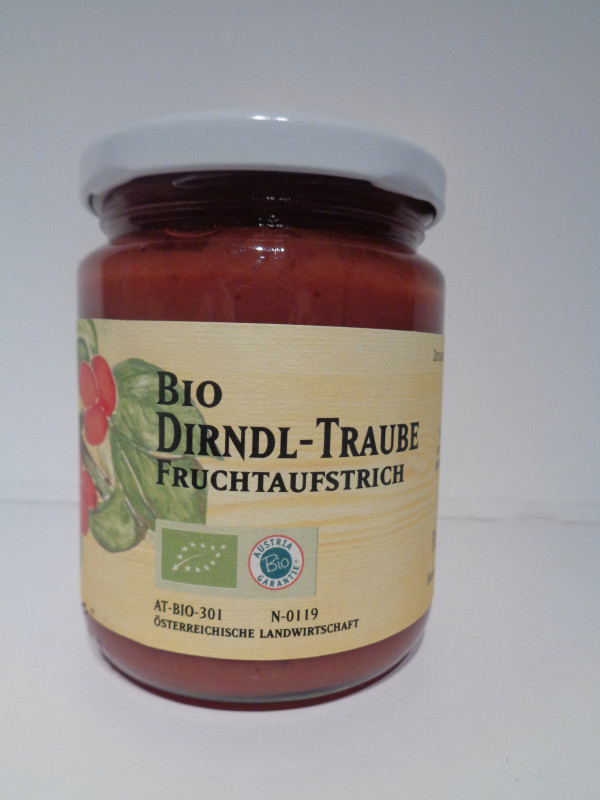 BIO
DIRNDL-TRAUBE
FRUCHTAUFSTRICH
AUSTRIA
Bio
GARANTIE
AT-BIO-301 N-0119
ÖSTERREICHISCHE LANDWIRTSCHAFT